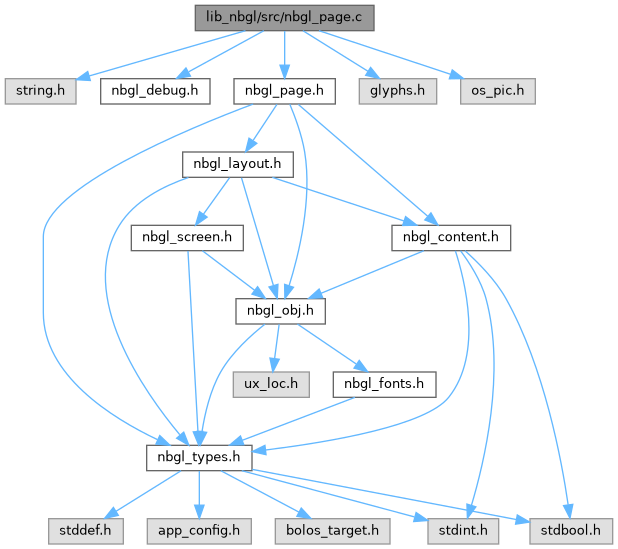 lib_nbgl/src/nbgl_page.c
string.h
nbgl_debug.h
nbgl_page.h
glyphs.h
os_pic.h
nbgl_layout.h
nbgl_screen.h
nbgl_content.h
nbgl_obj.h
ux_loc.h
nbgl_fonts.h
nbgl_types.h
stddef.h
app_config.h
bolos_target.h
stdint.h
stdbool.h